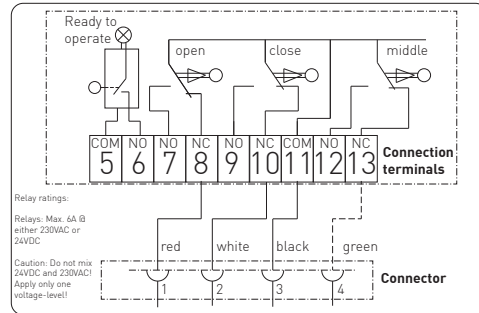 Ready to
operate
open
close
middle
COM NO NO NC NO NC COM NO NC
5 6 7 8 9 10 11 12 13
Connection
terminals
Relay ratings:
Relays: Max. 6A @
either 230VAC or
24VDC
Caution: Do not mix
24VDC and 230VAC!
Apply only one
voltage-level!
red white black green
1 2 3 4
Connector